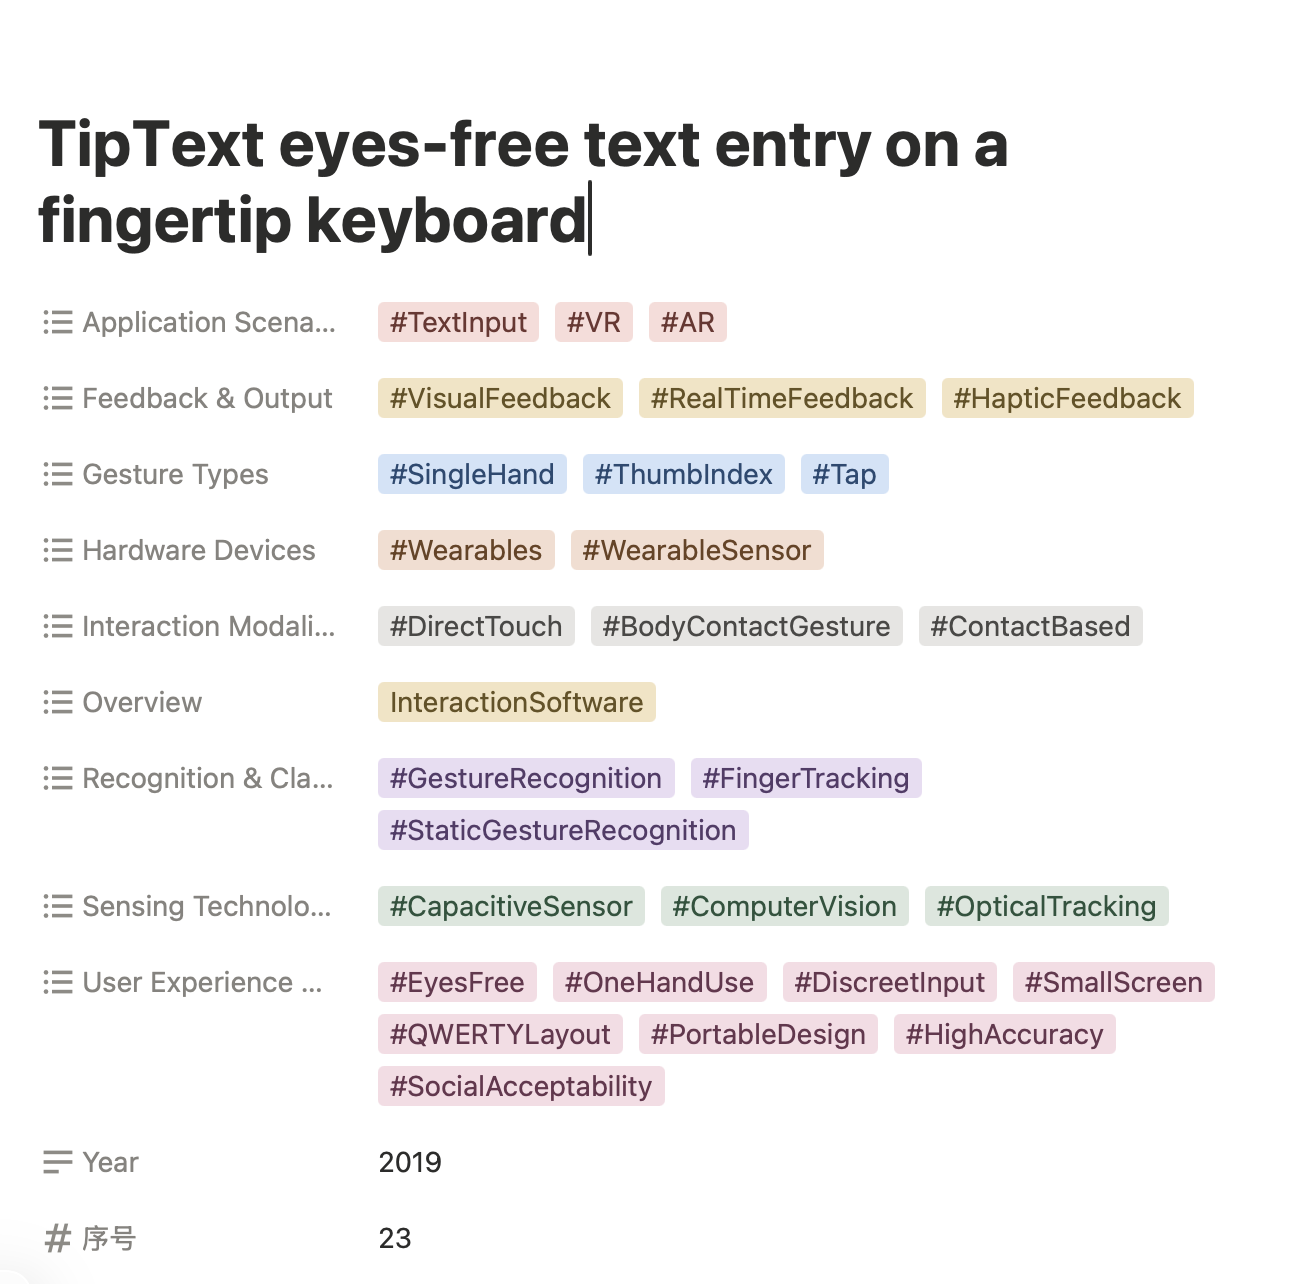 TipText eyes-free text entry on a
fingertip keyboard
Application Scena... #TextInput #VR #AR
Feedback & Output #VisualFeedback #RealTimeFeedback #HapticFeedback
Gesture Types #SingleHand #ThumbIndex #Tap
Hardware Devices #Wearables #WearableSensor
Interaction Modali... #DirectTouch #BodyContactGesture #ContactBased
Overview InteractionSoftware
Recognition & Cla... #GestureRecognition #FingerTracking
#StaticGestureRecognition
Sensing Technolo... #CapacitiveSensor #ComputerVision #OpticalTracking
User Experience ... #EyesFree #OneHandUse #DiscreetInput #SmallScreen
#QWERTYLayout #PortableDesign #HighAccuracy
#SocialAcceptability
Year 2019
# 序号 23